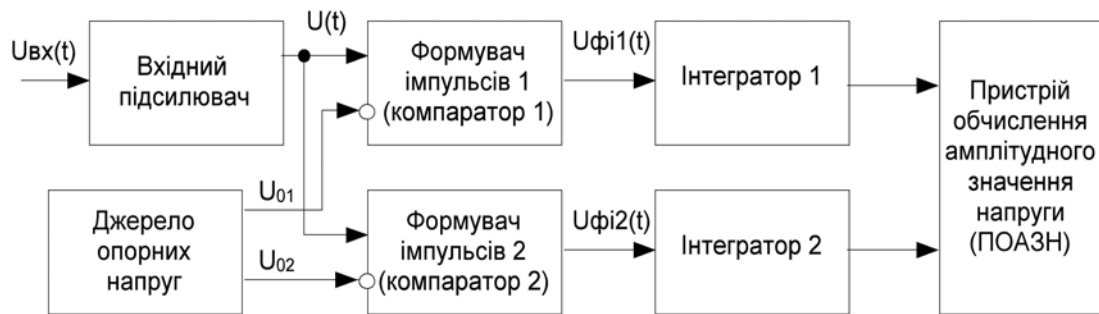 Uвх(t)
Вхідний
підсилювач
U(t)
Формувач
імпульсів 1
(компаратор 1)
Uфі1(t)
Інтегратор 1
Пристрій
обчислення
амплітудного
значення
напруги
(ПОАЗН)
Джерело
опорних
напруг
U01
U02
Формувач
імпульсів 2
(компаратор 2)
Uфі2(t)
Інтегратор 2